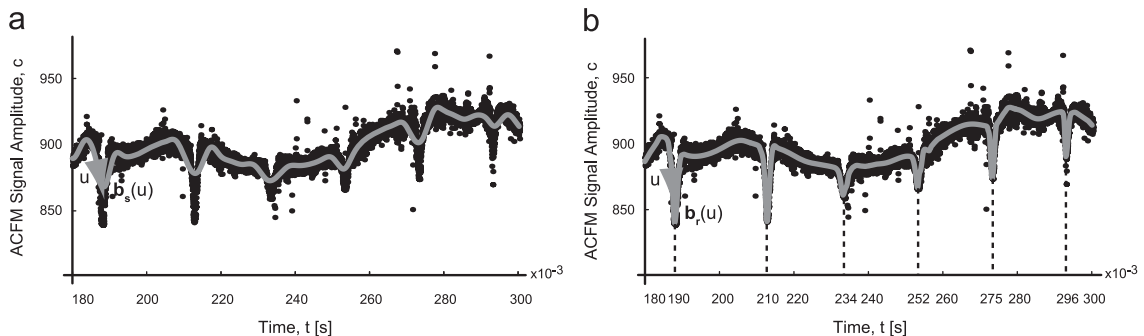 a
950
900
850
ACFM Signal Amplitude, c
u
bₛ(u)
180 200 220 240 260 280 300
x10⁻³
Time, t [s]
b
950
900
850
ACFM Signal Amplitude, c
u
bᵣ(u)
180 190 200 210 220 234 240 252 260 275 280 296 300
x10⁻³
Time, t [s]